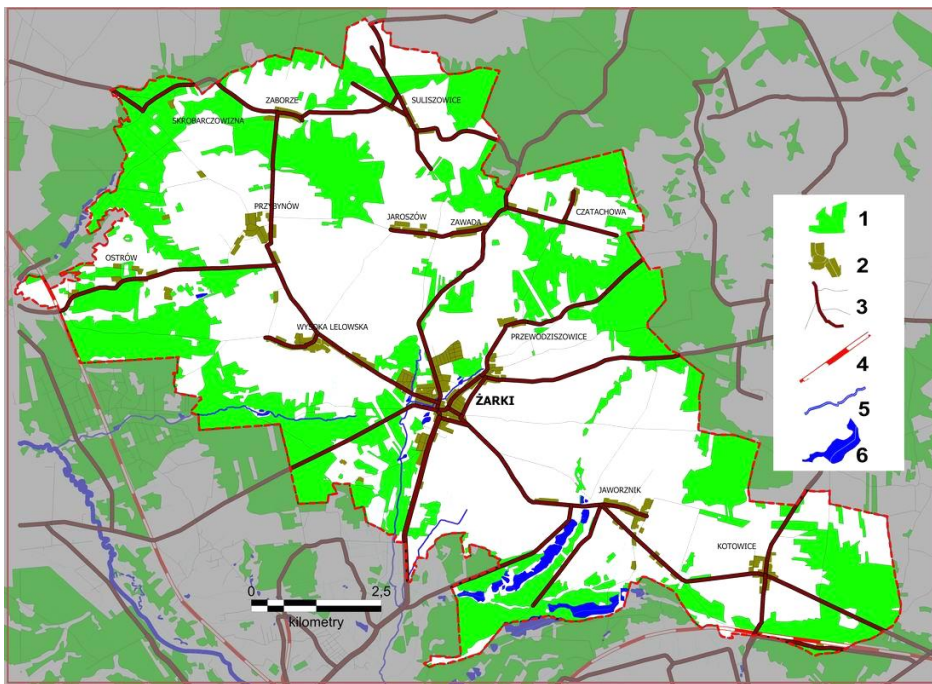 ZABORZE
SULISZOWICE
SKROBARCZOWIZNA
PRZYBYNÓW
JAROSZÓW
ZAWADA
CZATACHOWA
OSTRÓW
WYSOKA LELOWSKA
PRZEWODZISZOWICE
ŻARKI
JAWORZNIK
KOTOWICE
1
2
3
4
5
6
0 2,5
kilometry